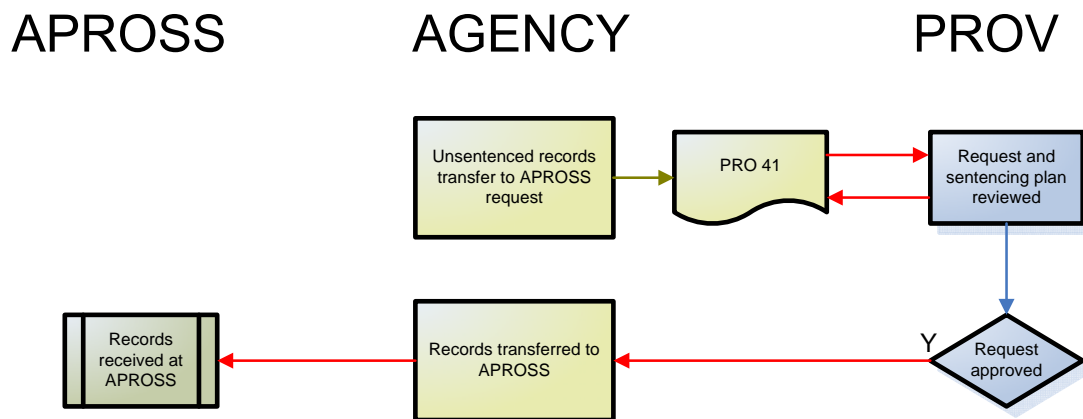 APROSS
AGENCY
PROV
Unsentenced records
transfer to APROSS
request
PRO 41
Request and
sentencing plan
reviewed
Records
received at
APROSS
Records transferred to
APROSS
Y
Request
approved